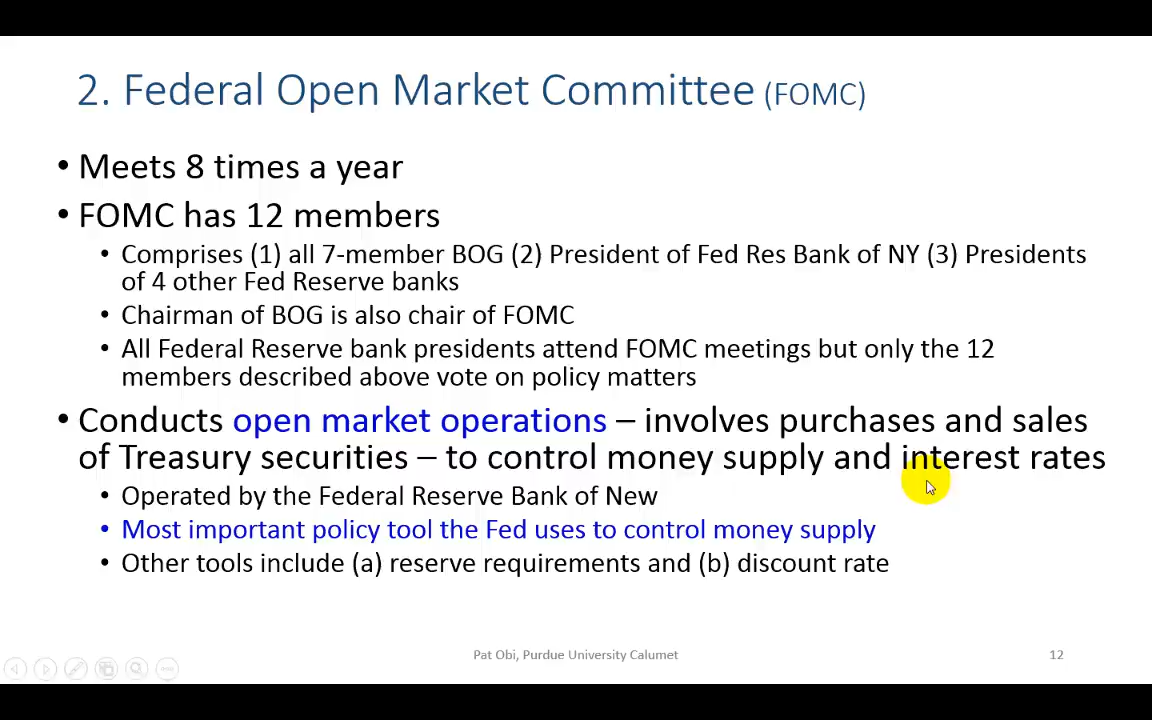 2. Federal Open Market Committee (FOMC)
• Meets 8 times a year
• FOMC has 12 members
• Comprises (1) all 7-member BOG (2) President of Fed Res Bank of NY (3) Presidents
of 4 other Fed Reserve banks
• Chairman of BOG is also chair of FOMC
• All Federal Reserve bank presidents attend FOMC meetings but only the 12
members described above vote on policy matters
• Conducts open market operations – involves purchases and sales
of Treasury securities – to control money supply and interest rates
• Operated by the Federal Reserve Bank of New
• Most important policy tool the Fed uses to control money supply
• Other tools include (a) reserve requirements and (b) discount rate
Pat Obi, Purdue University Calumet
12